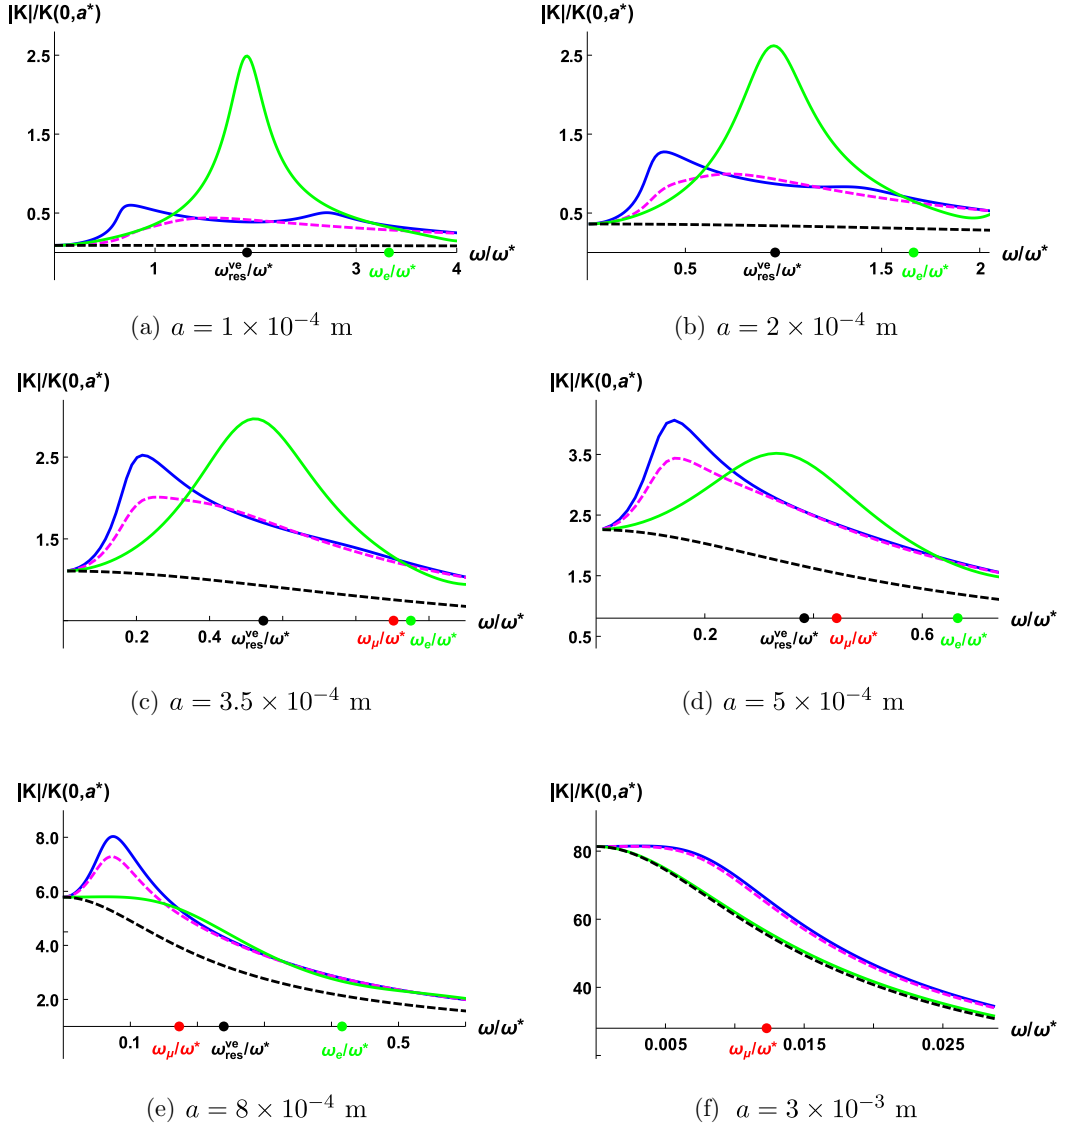 |K|/K(0,a*)
2.5
1.5
0.5
1
3
4
ω/ω*
ω_res^ve/ω*
ω_e/ω*
(a) a = 1 × 10⁻⁴ m
|K|/K(0,a*)
2.5
1.5
0.5
0.5
1.5
2
ω/ω*
ω_res^ve/ω*
ω_e/ω*
(b) a = 2 × 10⁻⁴ m
|K|/K(0,a*)
2.5
1.5
0.2
0.4
ω/ω*
ω_res^ve/ω*
ω_μ/ω*
ω_e/ω*
(c) a = 3.5 × 10⁻⁴ m
|K|/K(0,a*)
3.5
2.5
1.5
0.5
0.2
0.6
ω/ω*
ω_res^ve/ω*
ω_μ/ω*
ω_e/ω*
(d) a = 5 × 10⁻⁴ m
|K|/K(0,a*)
8.0
6.0
4.0
2.0
0.1
0.5
ω/ω*
ω_μ/ω*
ω_res^ve/ω*
ω_e/ω*
(e) a = 8 × 10⁻⁴ m
|K|/K(0,a*)
80
60
40
0.005
0.015
0.025
ω/ω*
ω_μ/ω*
(f) a = 3 × 10⁻³ m